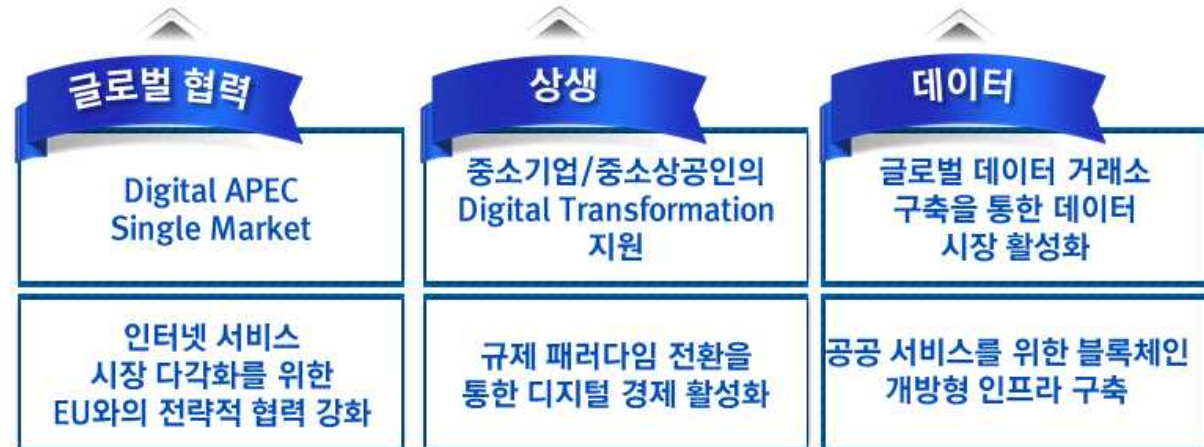 글로벌 협력
Digital APEC
Single Market
인터넷 서비스
시장 다각화를 위한
EU와의 전략적 협력 강화
상생
중소기업/중소상공인의
Digital Transformation
지원
규제 패러다임 전환을
통한 디지털 경제 활성화
데이터
글로벌 데이터 거래소
구축을 통한 데이터
시장 활성화
공공 서비스를 위한 블록체인
개방형 인프라 구축